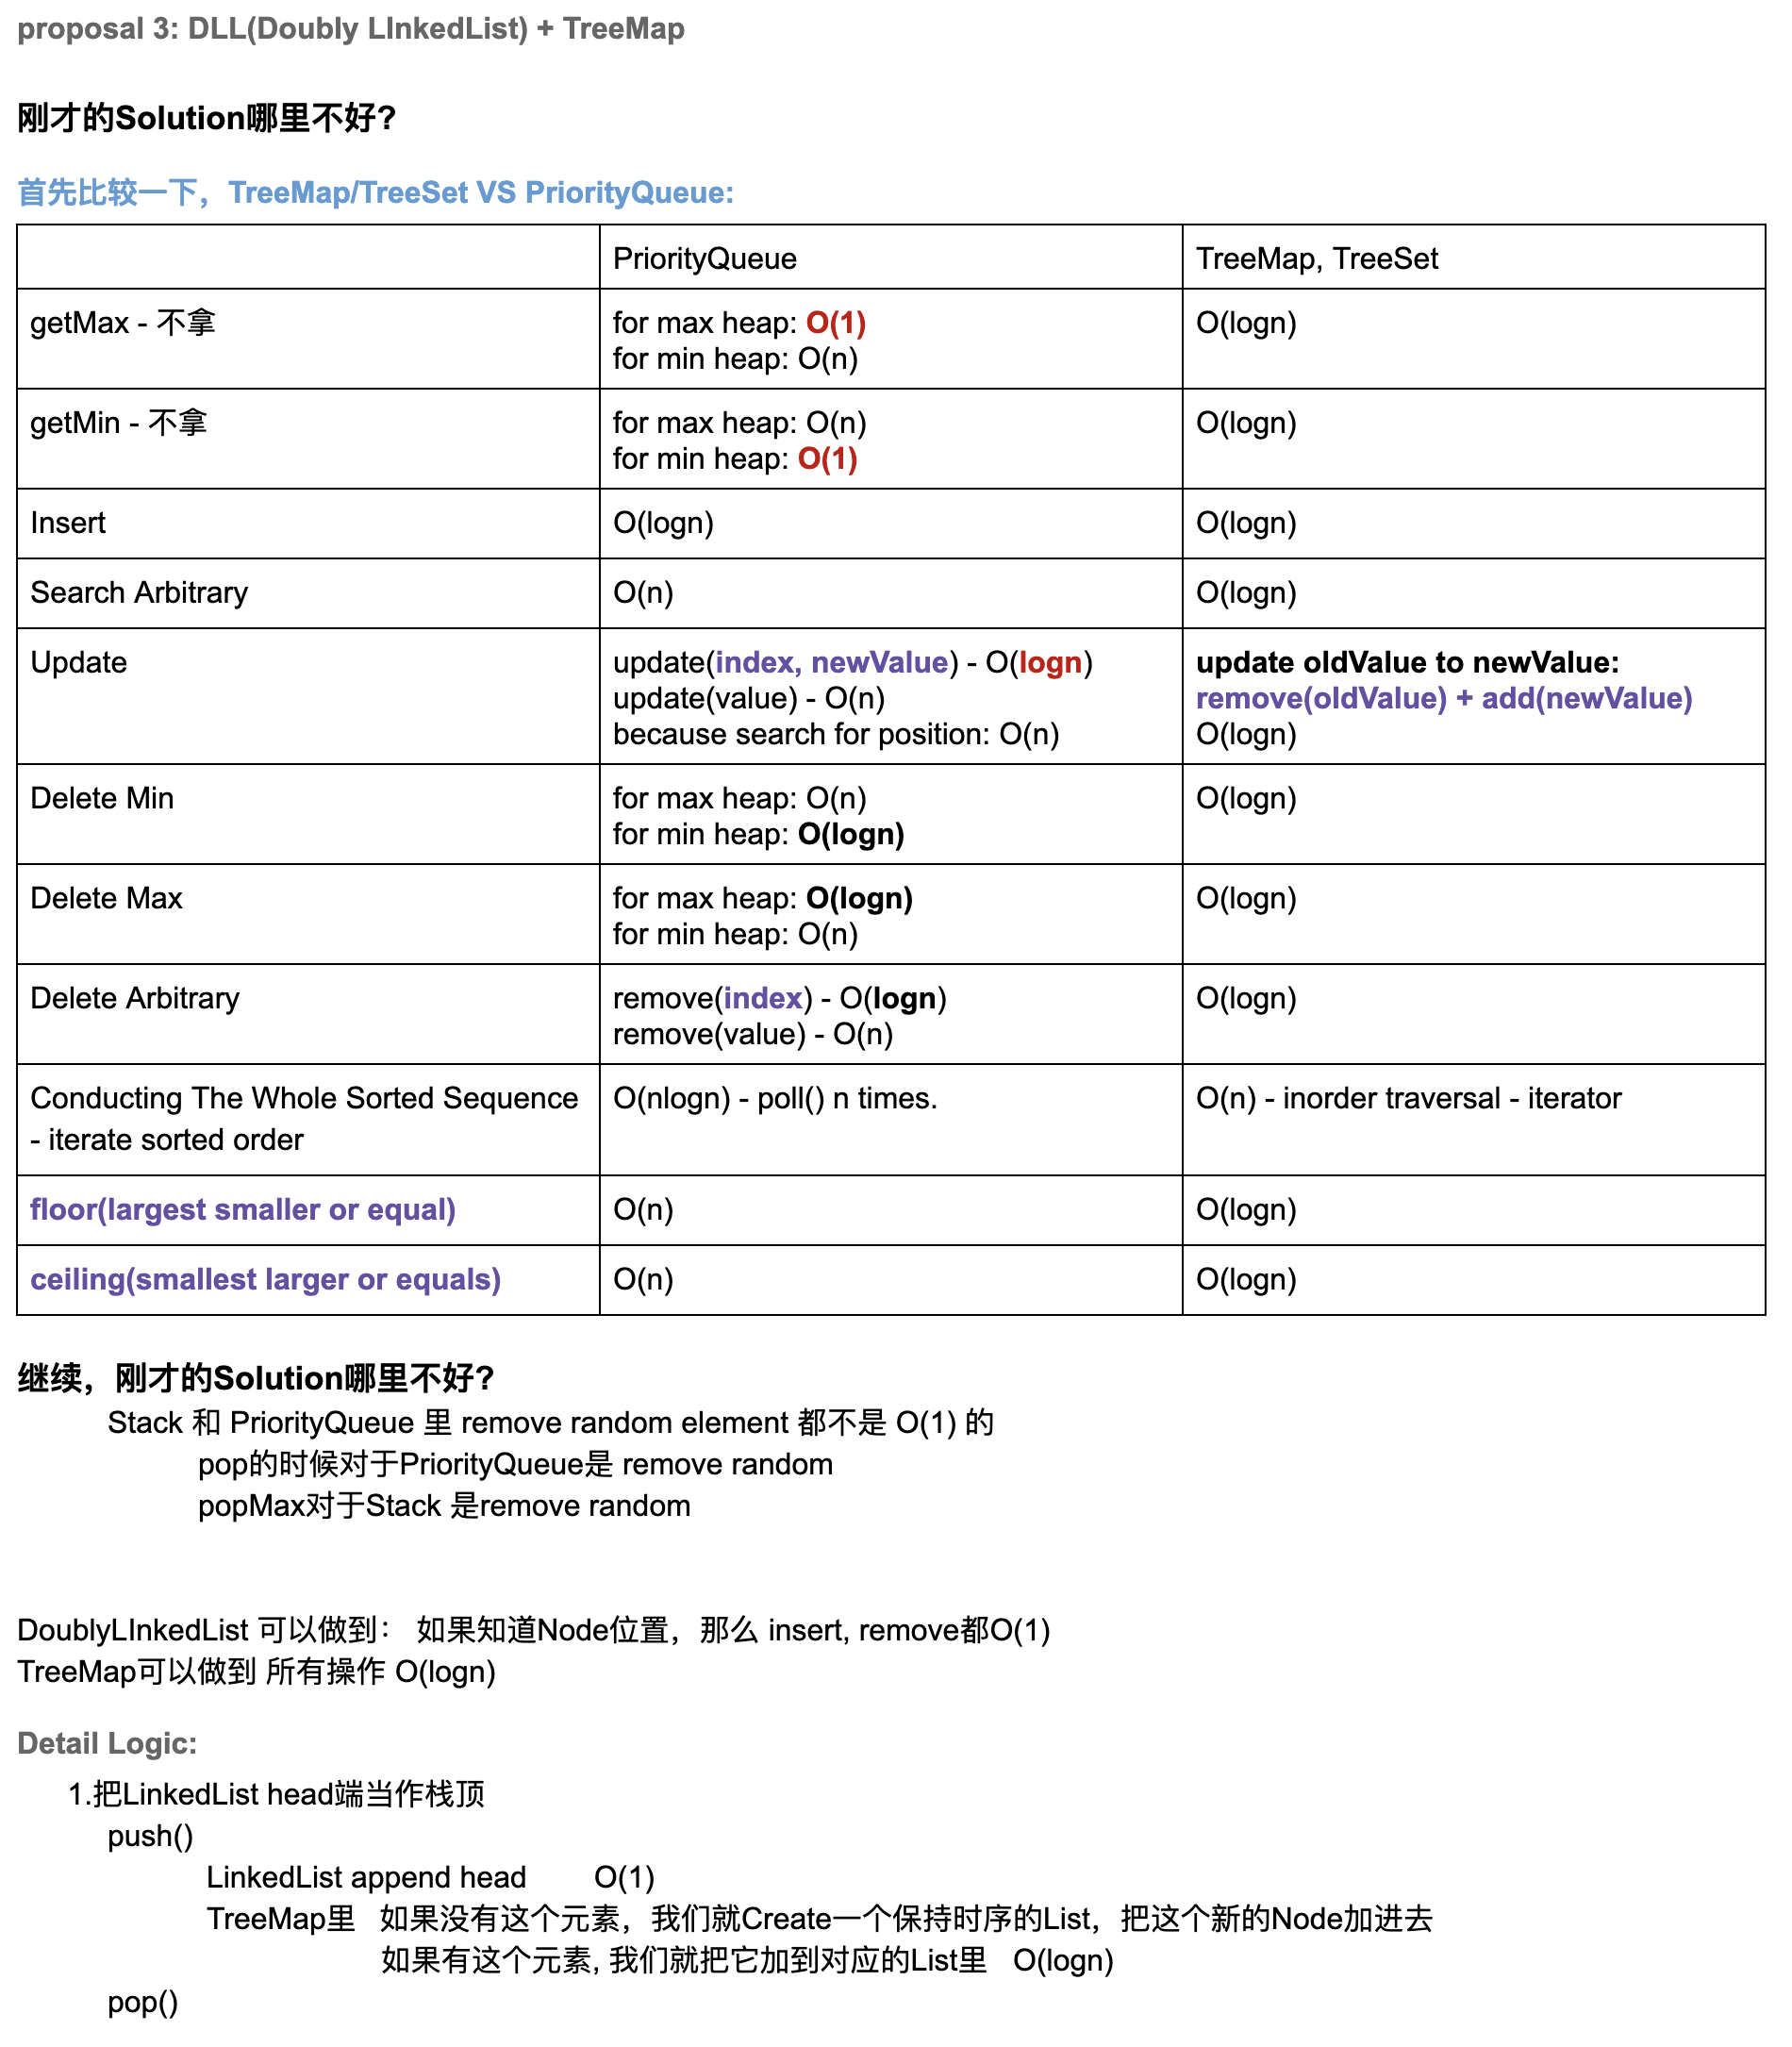 proposal 3: DLL(Doubly LInkedList) + TreeMap
刚才的Solution哪里不好?
首先比较一下，TreeMap/TreeSet VS PriorityQueue:
PriorityQueue
TreeMap, TreeSet
getMax - 不拿
for max heap: O(1)
for min heap: O(n)
O(logn)
getMin - 不拿
for max heap: O(n)
for min heap: O(1)
O(logn)
Insert
O(logn)
O(logn)
Search Arbitrary
O(n)
O(logn)
Update
update(index, newValue) - O(logn)
update(value) - O(n)
because search for position: O(n)
update oldValue to newValue:
remove(oldValue) + add(newValue)
O(logn)
Delete Min
for max heap: O(n)
for min heap: O(logn)
O(logn)
Delete Max
for max heap: O(logn)
for min heap: O(n)
O(logn)
Delete Arbitrary
remove(index) - O(logn)
remove(value) - O(n)
O(logn)
Conducting The Whole Sorted Sequence
- iterate sorted order
O(nlogn) - poll() n times.
O(n) - inorder traversal - iterator
floor(largest smaller or equal)
O(n)
O(logn)
ceiling(smallest larger or equals)
O(n)
O(logn)
继续，刚才的Solution哪里不好?
Stack 和 PriorityQueue 里 remove random element 都不是 O(1) 的
pop的时候对于PriorityQueue是 remove random
popMax对于Stack 是remove random
DoublyLInkedList 可以做到： 如果知道Node位置，那么 insert, remove都O(1)
TreeMap可以做到 所有操作 O(logn)
Detail Logic:
1.把LinkedList head端当作栈顶
push()
LinkedList append head O(1)
TreeMap里 如果没有这个元素，我们就Create一个保持时序的List，把这个新的Node加进去
如果有这个元素, 我们就把它加到对应的List里 O(logn)
pop()